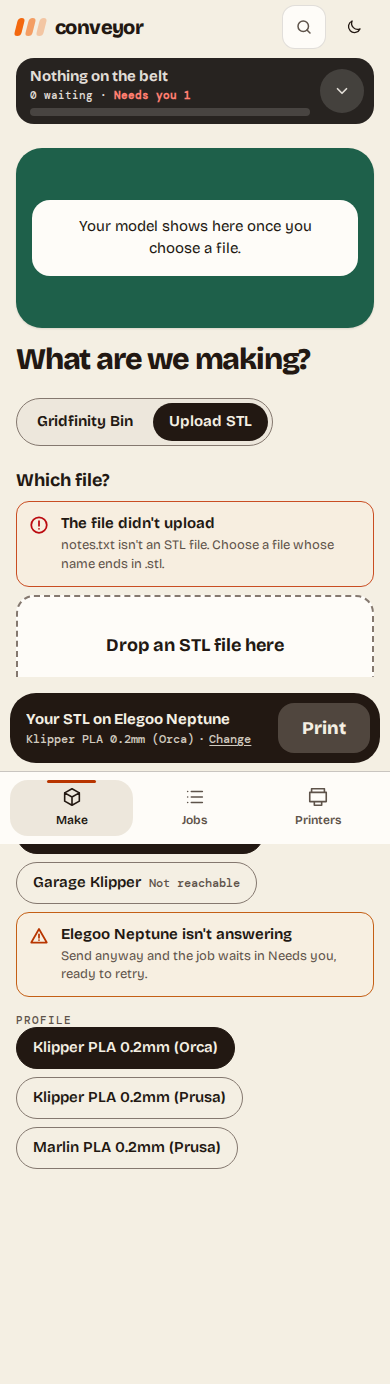 conveyor
Nothing on the belt
0 waiting · Needs you 1
Your model shows here once you
choose a file.
What are we making?
Gridfinity Bin
Upload STL
Which file?
The file didn't upload
notes.txt isn't an STL file. Choose a file whose
name ends in .stl.
Drop an STL file here
Your STL on Elegoo Neptune
Klipper PLA 0.2mm (Orca) · Change
Print
Make
Jobs
Printers
Garage Klipper Not reachable
Elegoo Neptune isn't answering
Send anyway and the job waits in Needs you,
ready to retry.
PROFILE
Klipper PLA 0.2mm (Orca)
Klipper PLA 0.2mm (Prusa)
Marlin PLA 0.2mm (Prusa)